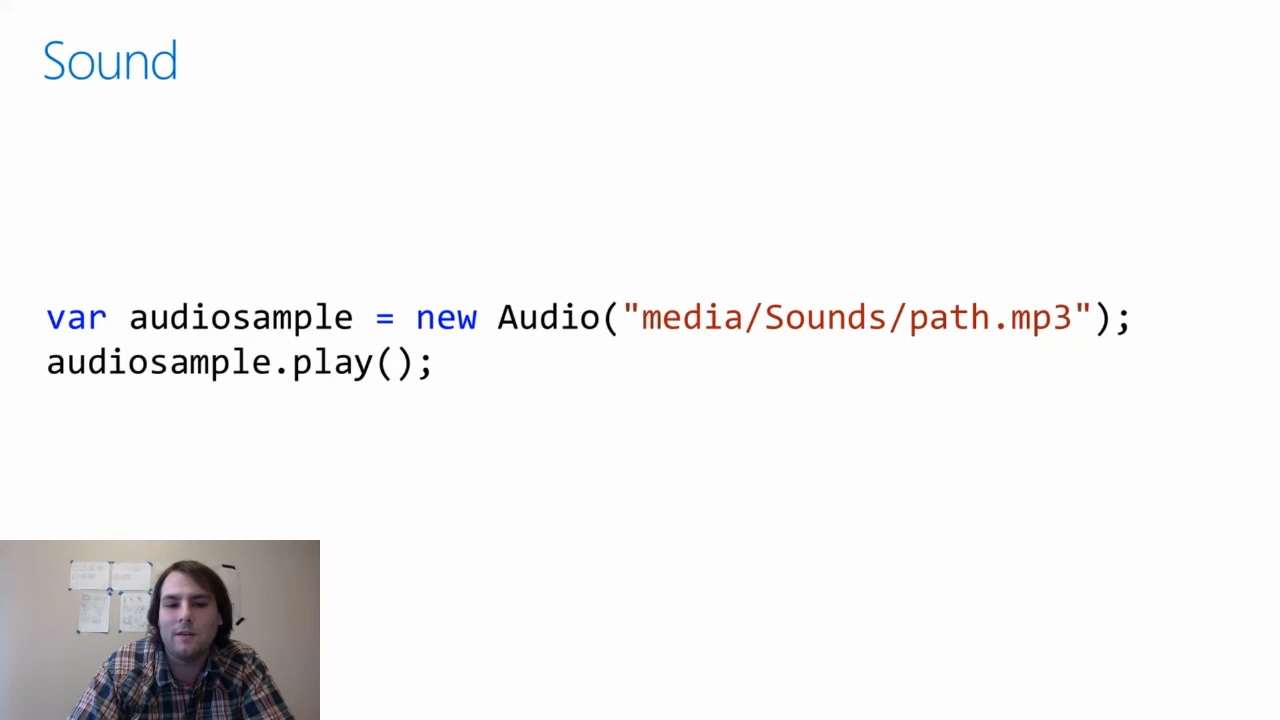 Sound
var audiosample = new Audio("media/Sounds/path.mp3");
audiosample.play();